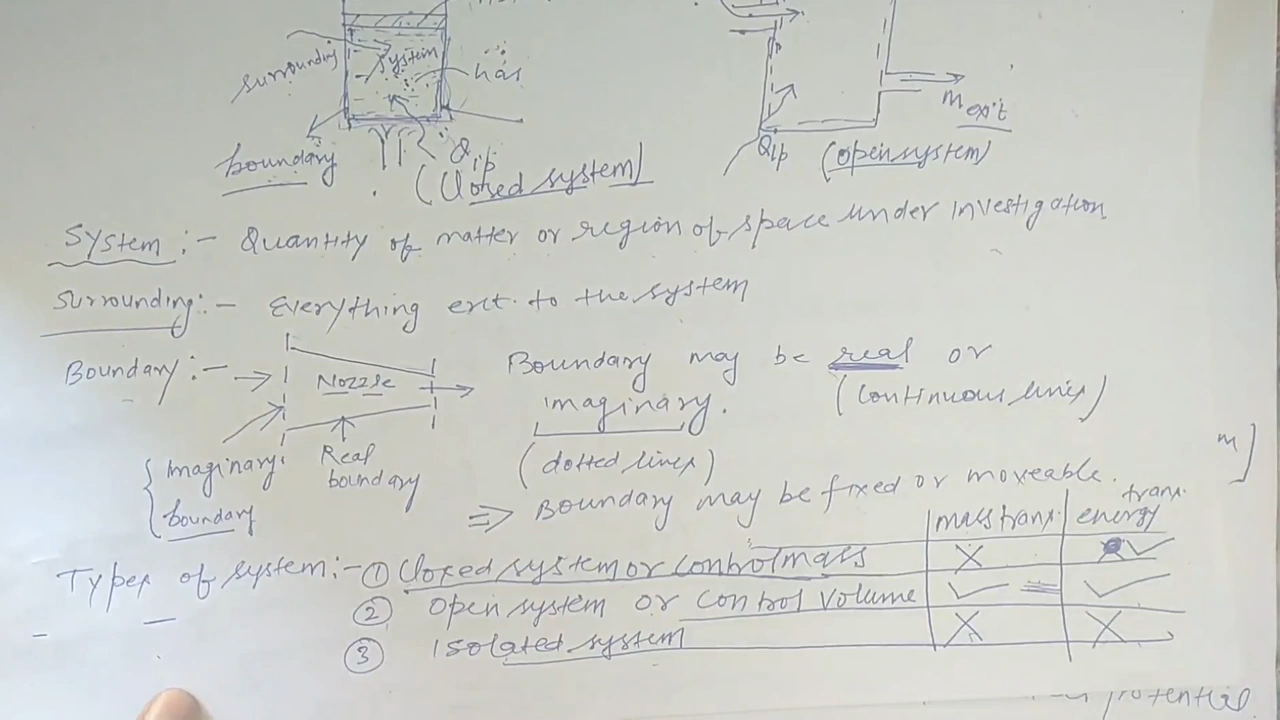 surrounding
system
Gas
boundary
Q i/p
(Closed system)
m exit
Q i/p
(open system)
System :- Quantity of matter or region of space under investigation
Surrounding :- Everything ext. to the system
Boundary :-
Nozzle
Imaginary
boundary
Real
boundary
Boundary may be real or
imaginary.
(continuous lines)
(dotted lines)
m]
=> Boundary may be fixed or moveable.
mass trans. energy trans.
Types of system :- ① Closed system or control mass X ✓
② open system or control volume ✓ ✓
③ Isolated system X X
potential